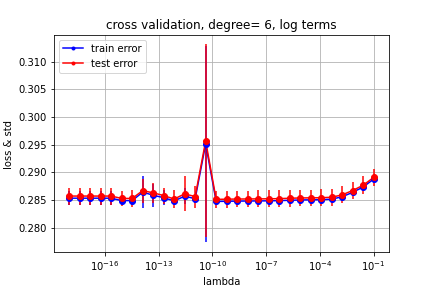 cross validation, degree= 6, log terms
train error
test error
0.310
0.305
0.300
0.295
0.290
0.285
0.280
loss & std
10⁻¹⁶ 10⁻¹³ 10⁻¹⁰ 10⁻⁷ 10⁻⁴ 10⁻¹
lambda